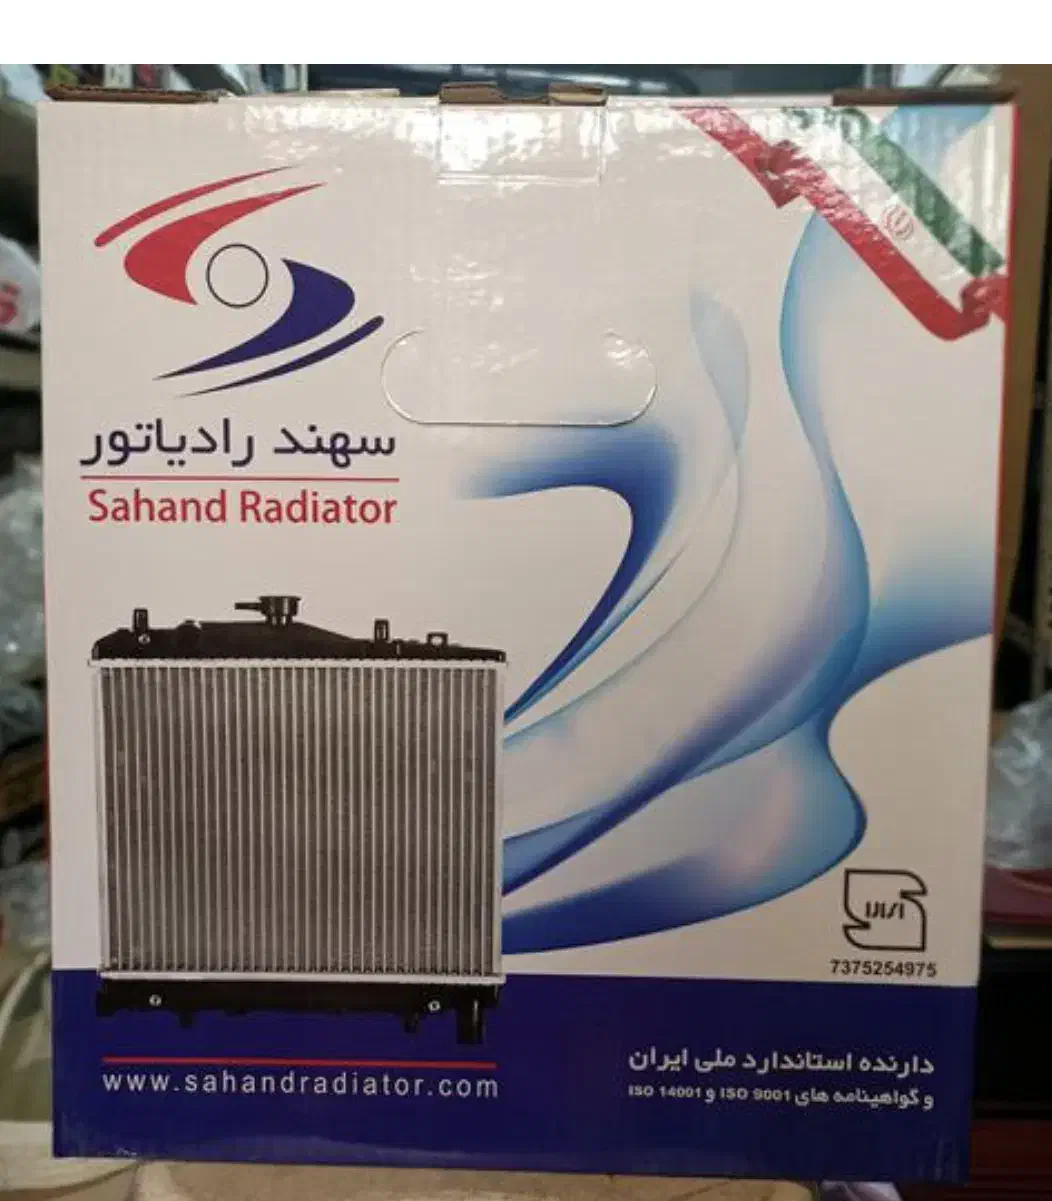 سهند رادیاتور
Sahand Radiator
7375254975
www.sahandradiator.com
دارنده استاندارد ملی ایران
و گواهینامه های ISO 9001 و ISO 14001